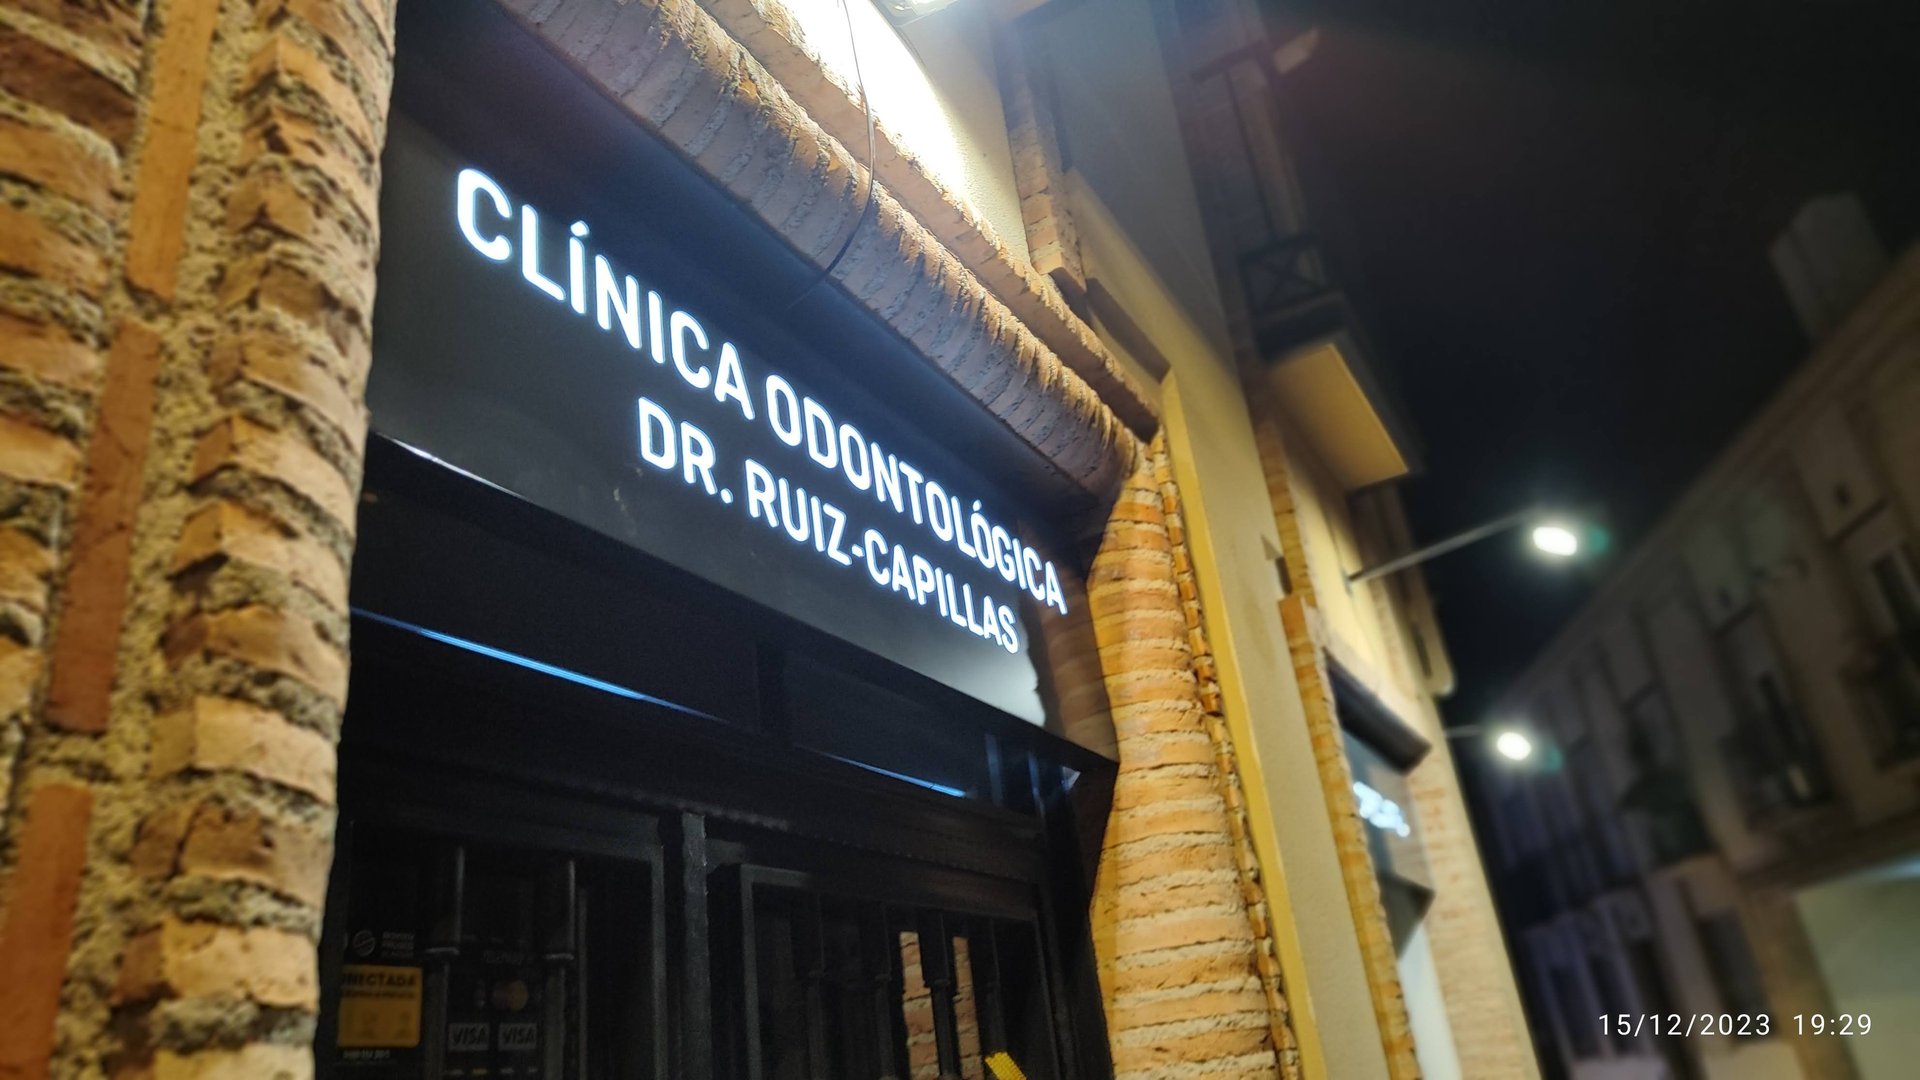 CLÍNICA ODONTOLÓGICA
DR. RUIZ-CAPILLAS
VISA VISA
15/12/2023 19:29